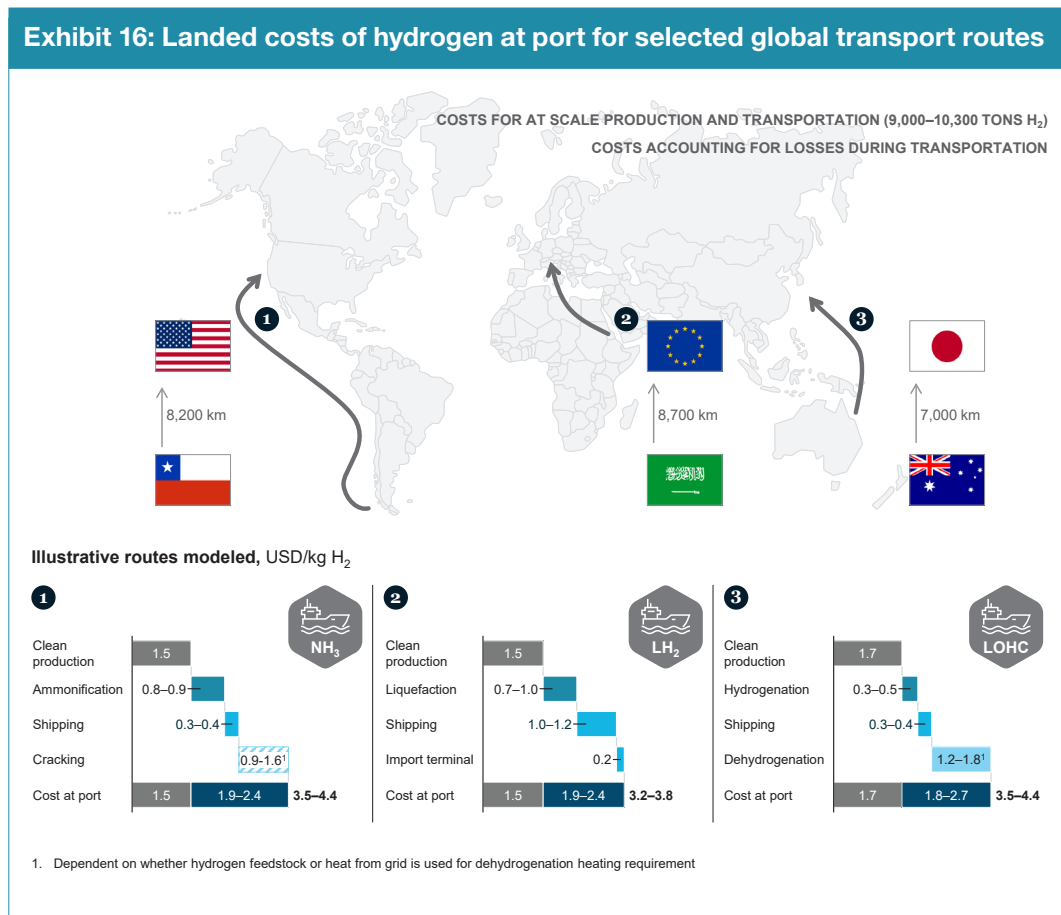 Exhibit 16: Landed costs of hydrogen at port for selected global transport routes
COSTS FOR AT SCALE PRODUCTION AND TRANSPORTATION (9,000–10,300 TONS H₂)
COSTS ACCOUNTING FOR LOSSES DURING TRANSPORTATION
1
2
3
8,200 km
8,700 km
7,000 km
Illustrative routes modeled, USD/kg H₂
1
NH₃
Clean
production
1.5
Ammonification
0.8–0.9
Shipping
0.3–0.4
Cracking
0.9-1.6¹
Cost at port
1.5
1.9–2.4
3.5–4.4
2
LH₂
Clean
production
1.5
Liquefaction
0.7–1.0
Shipping
1.0–1.2
Import terminal
0.2
Cost at port
1.5
1.9–2.4
3.2–3.8
3
LOHC
Clean
production
1.7
Hydrogenation
0.3–0.5
Shipping
0.3–0.4
Dehydrogenation
1.2–1.8¹
Cost at port
1.7
1.8–2.7
3.5–4.4
1. Dependent on whether hydrogen feedstock or heat from grid is used for dehydrogenation heating requirement